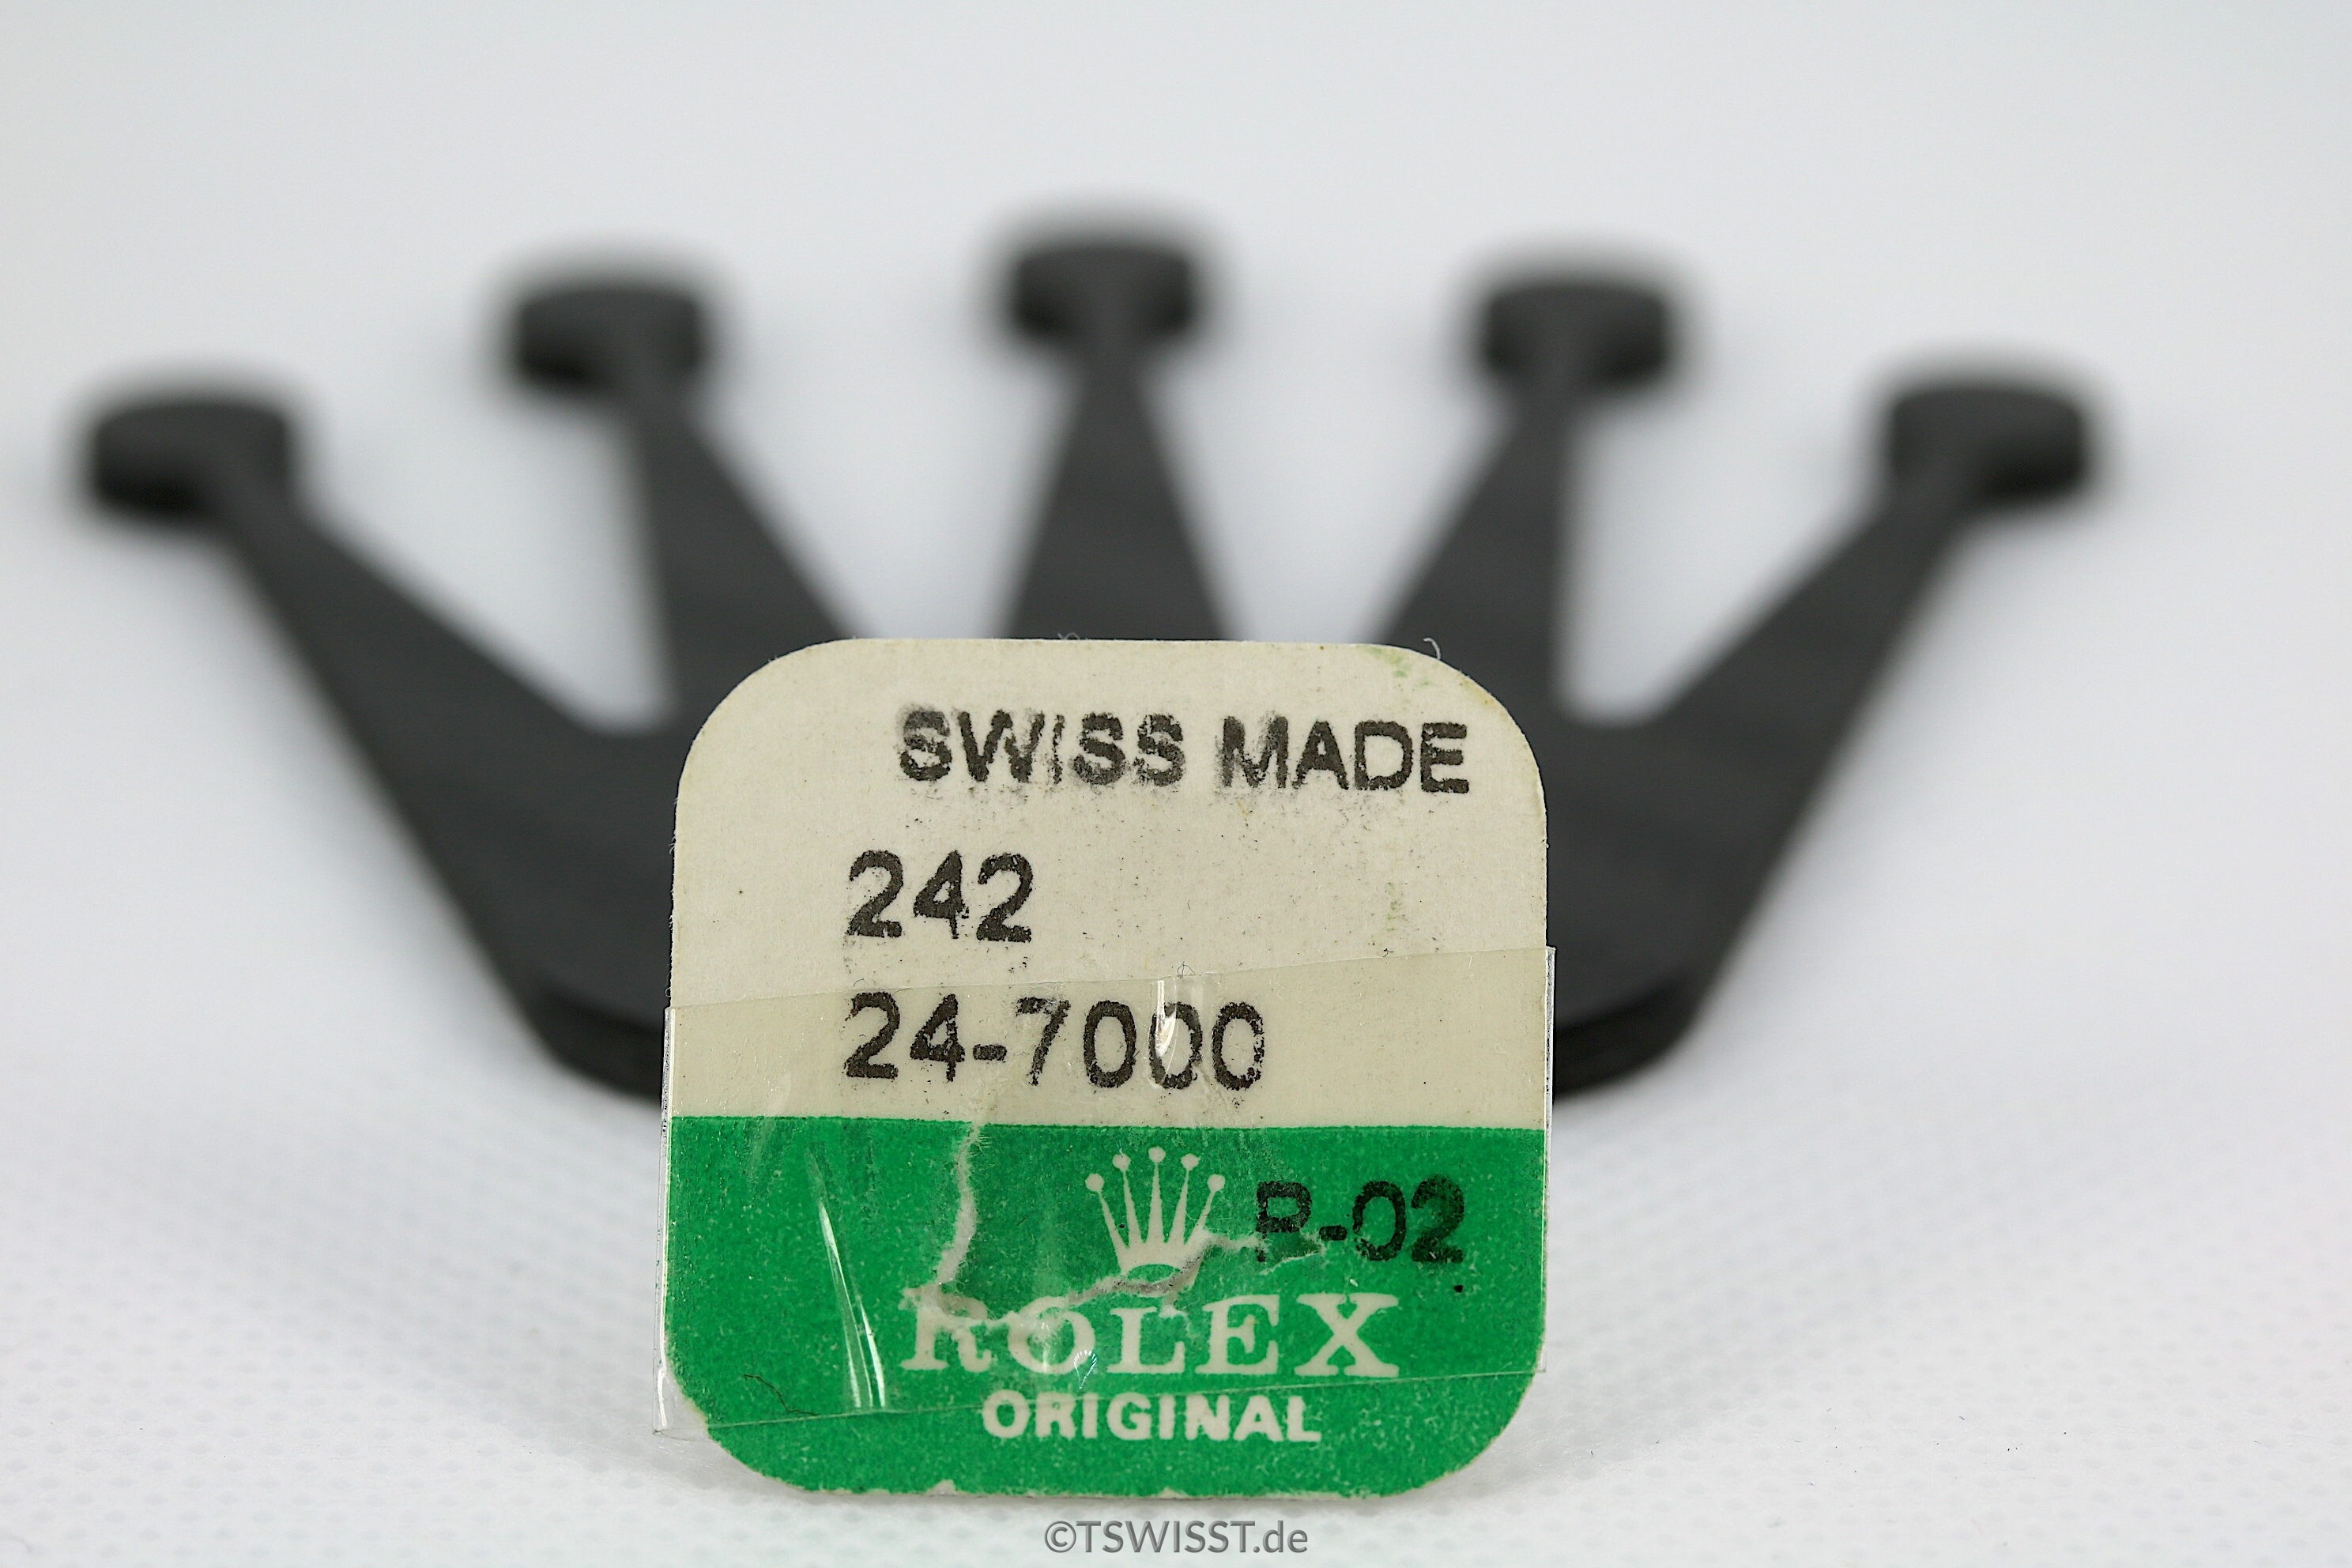 SWISS MADE
242
24-7000
P-02
ROLEX
ORIGINAL
©TSWISST.de